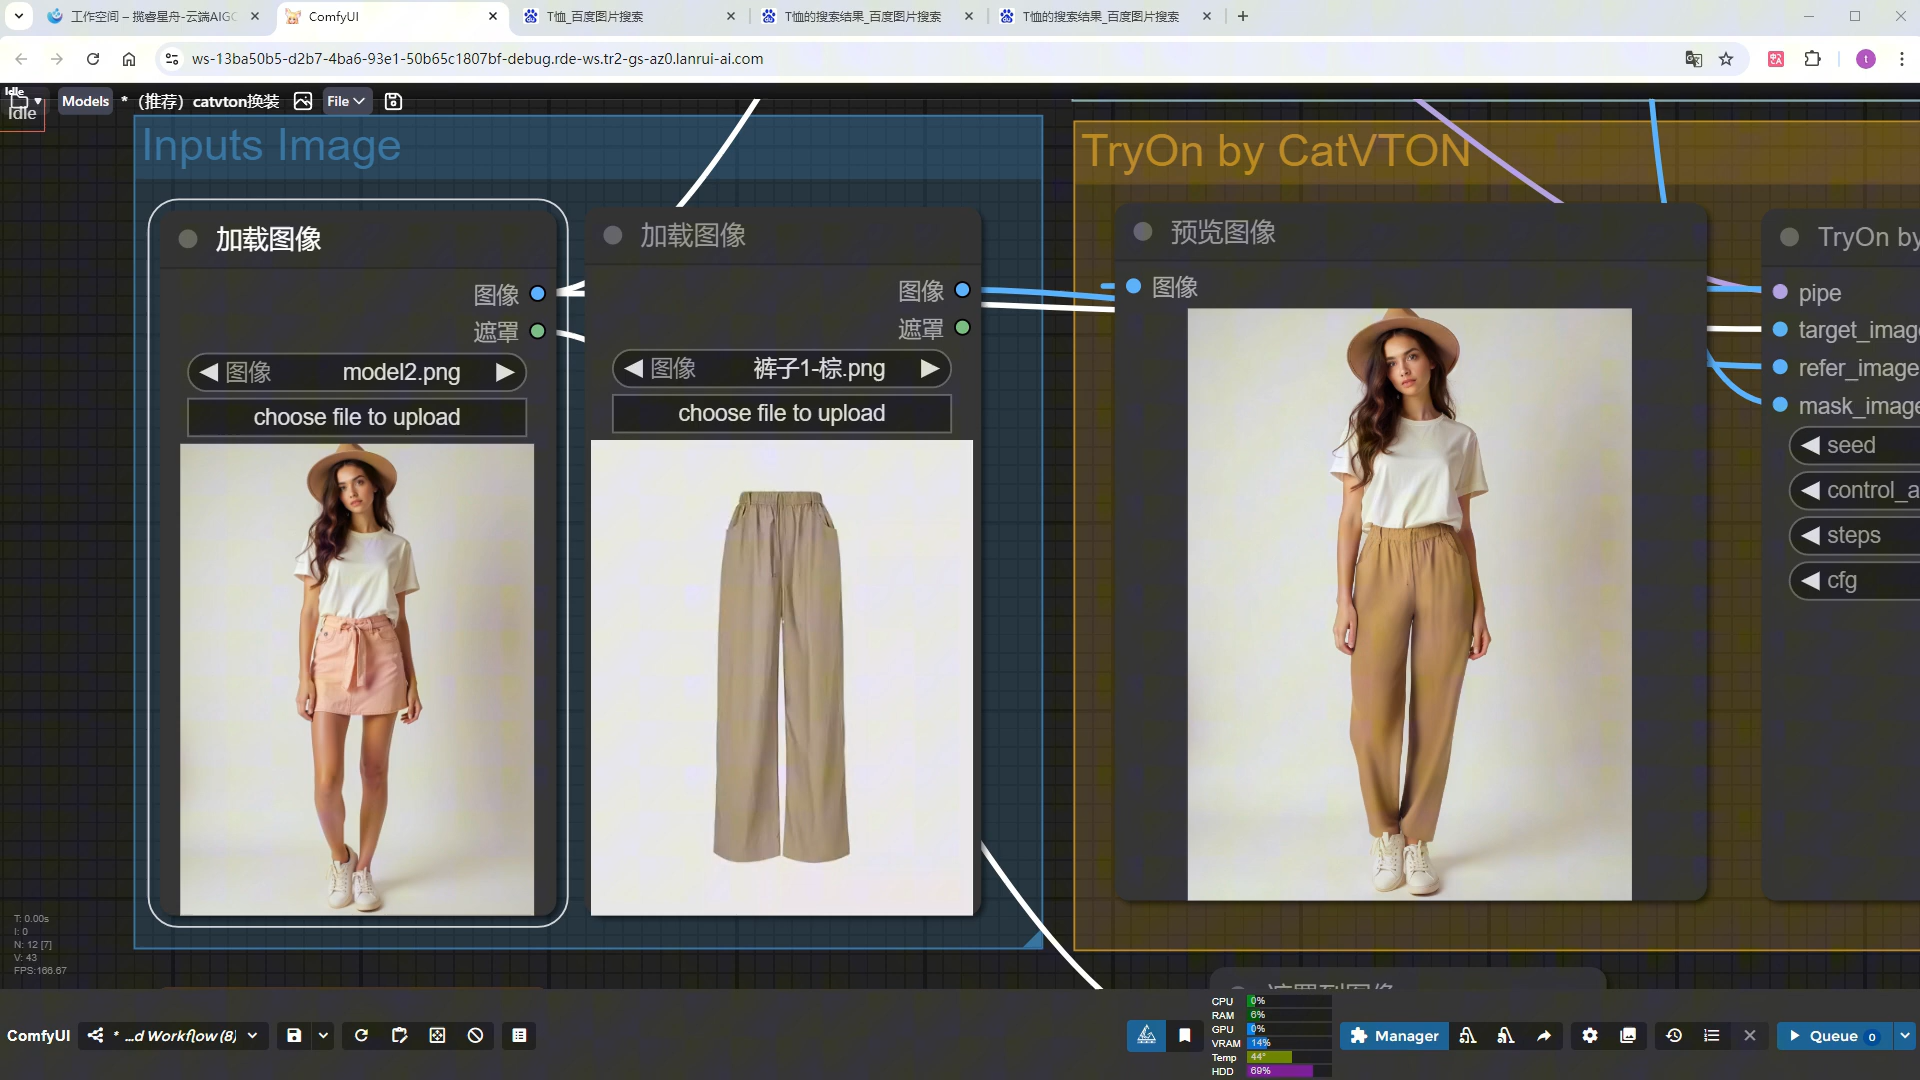 工作空间 – 揽睿星舟-云端AIGC
ComfyUI
T恤_百度图片搜索
T恤的搜索结果_百度图片搜索
T恤的搜索结果_百度图片搜索
ws-13ba50b5-d2b7-4ba6-93e1-50b65c1807bf-debug.rde-ws.tr2-gs-az0.lanrui-ai.com
t
Idle
Idle
Models
* （推荐）catvton换装
File
Inputs Image
TryOn by CatVTON
加载图像
图像
遮罩
图像
model2.png
choose file to upload
加载图像
图像
遮罩
图像
裤子1-棕.png
choose file to upload
预览图像
图像
TryOn by
pipe
target_image
refer_image
mask_image
seed
control_a
steps
cfg
T: 0.00s
I: 0
N: 12 [7]
V: 43
FPS:166.67
ComfyUI
* ...d Workflow (8)
CPU 0%
RAM 6%
GPU 0%
VRAM 14%
Temp 44°
HDD 69%
Manager
Queue 0